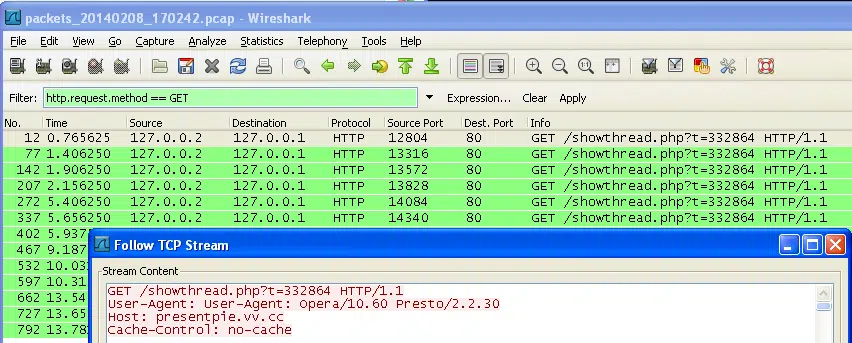 packets_20140208_170242.pcap - Wireshark
File Edit View Go Capture Analyze Statistics Telephony Tools Help
Filter: http.request.method == GET Expression... Clear Apply
No. Time Source Destination Protocol Source Port Dest. Port Info
12 0.765625 127.0.0.2 127.0.0.1 HTTP 12804 80 GET /showthread.php?t=332864 HTTP/1.1
77 1.406250 127.0.0.2 127.0.0.1 HTTP 13316 80 GET /showthread.php?t=332864 HTTP/1.1
142 1.906250 127.0.0.2 127.0.0.1 HTTP 13572 80 GET /showthread.php?t=332864 HTTP/1.1
207 2.156250 127.0.0.2 127.0.0.1 HTTP 13828 80 GET /showthread.php?t=332864 HTTP/1.1
272 5.406250 127.0.0.2 127.0.0.1 HTTP 14084 80 GET /showthread.php?t=332864 HTTP/1.1
337 5.656250 127.0.0.2 127.0.0.1 HTTP 14340 80 GET /showthread.php?t=332864 HTTP/1.1
402 5.937
467 9.187
532 10.03
597 10.31
662 13.54
727 13.65
792 13.78
Follow TCP Stream
Stream Content
GET /showthread.php?t=332864 HTTP/1.1
User-Agent: User-Agent: Opera/10.60 Presto/2.2.30
Host: presentpie.vv.cc
Cache-Control: no-cache